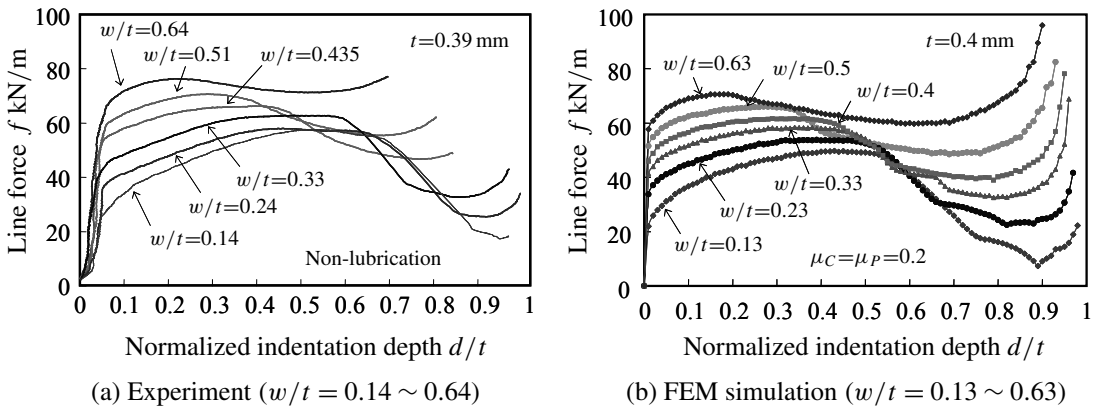 Line force f kN/m
100
80
60
40
20
0
w/t=0.64
w/t=0.51
w/t=0.435
t=0.39 mm
w/t=0.33
w/t=0.24
w/t=0.14
Non-lubrication
0 0.1 0.2 0.3 0.4 0.5 0.6 0.7 0.8 0.9 1
Normalized indentation depth d/t
(a) Experiment (w/t = 0.14 ~ 0.64)
Line force f kN/m
100
80
60
40
20
0
w/t=0.63
w/t=0.5
w/t=0.4
t=0.4 mm
w/t=0.33
w/t=0.23
w/t=0.13
μC=μP=0.2
0 0.1 0.2 0.3 0.4 0.5 0.6 0.7 0.8 0.9 1
Normalized indentation depth d/t
(b) FEM simulation (w/t = 0.13 ~ 0.63)